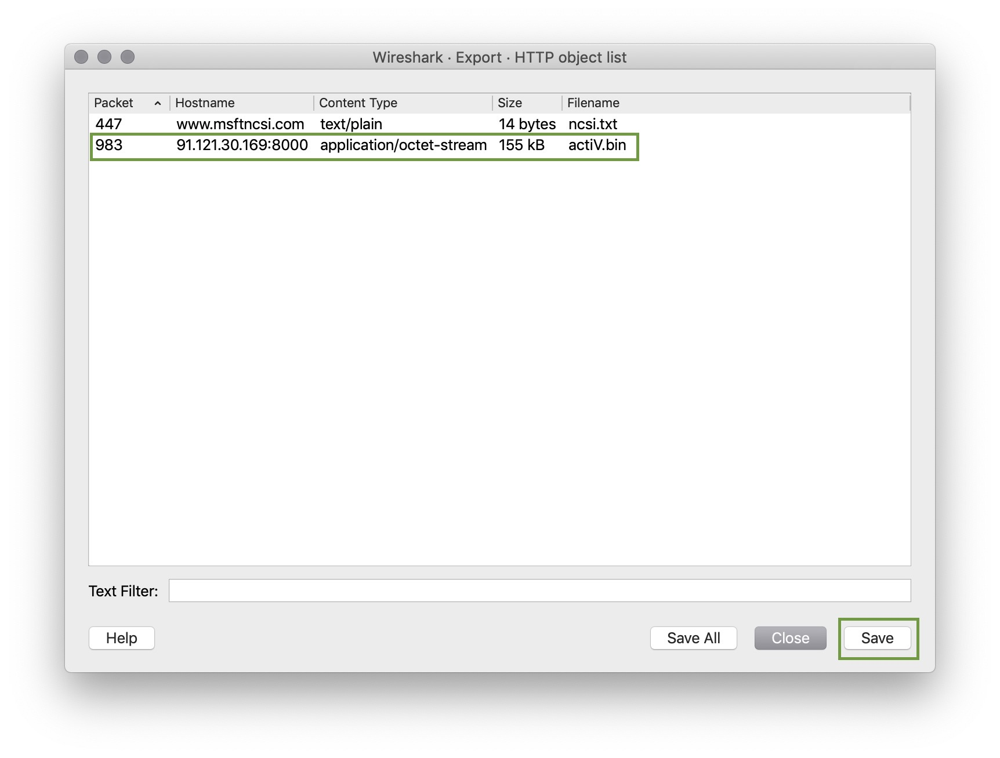 Wireshark · Export · HTTP object list
Packet Hostname Content Type Size Filename
447 www.msftncsi.com text/plain 14 bytes ncsi.txt
983 91.121.30.169:8000 application/octet-stream 155 kB actiV.bin
Text Filter:
Help Save All Close Save